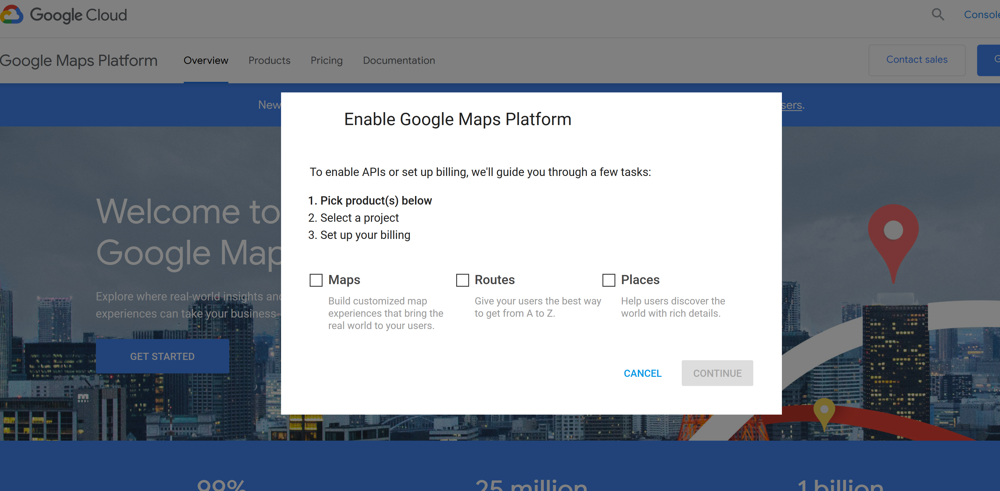 Google Cloud
Console
Google Maps Platform
Overview
Products
Pricing
Documentation
Contact sales
New
sers.
Enable Google Maps Platform
To enable APIs or set up billing, we'll guide you through a few tasks:
1. Pick product(s) below
2. Select a project
3. Set up your billing
Maps
Build customized map
experiences that bring the
real world to your users.
Routes
Give your users the best way
to get from A to Z.
Places
Help users discover the
world with rich details.
CANCEL
CONTINUE
Welcome to
Google Map
Explore where real-world insights and
experiences can take your business
GET STARTED
99%
25 million
1 billion